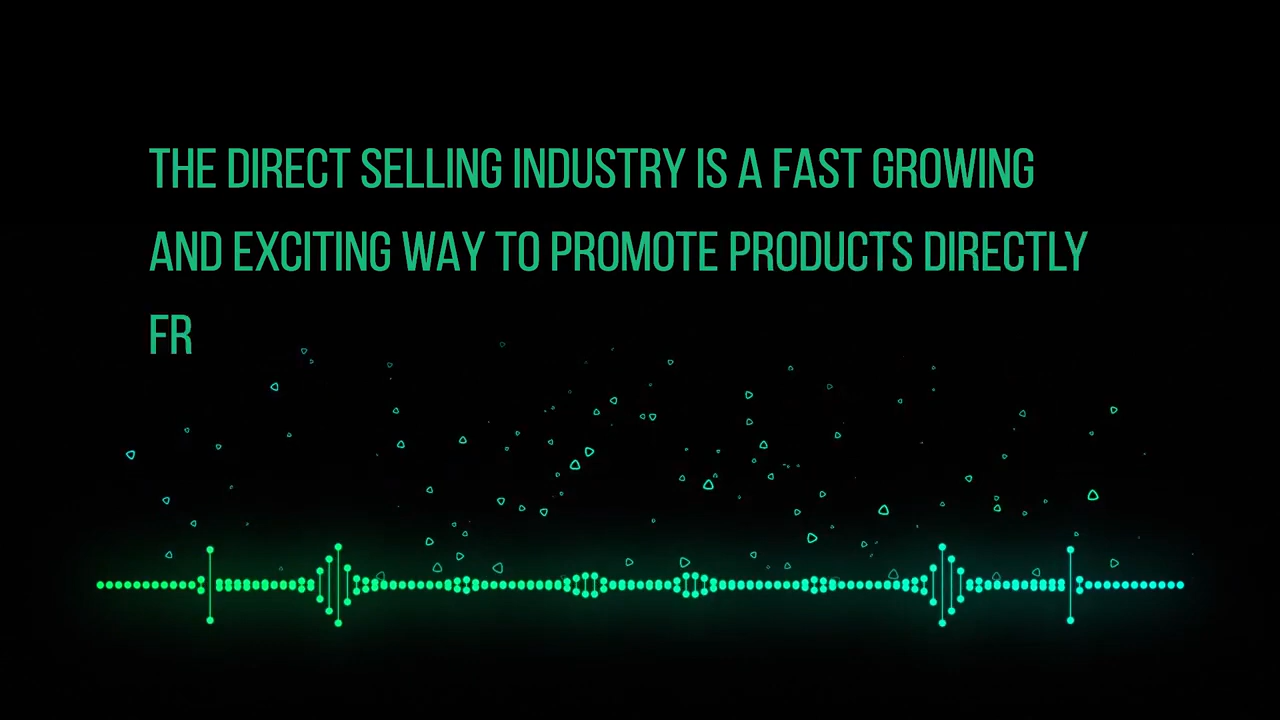 THE DIRECT SELLING INDUSTRY IS A FAST GROWING
AND EXCITING WAY TO PROMOTE PRODUCTS DIRECTLY
FR